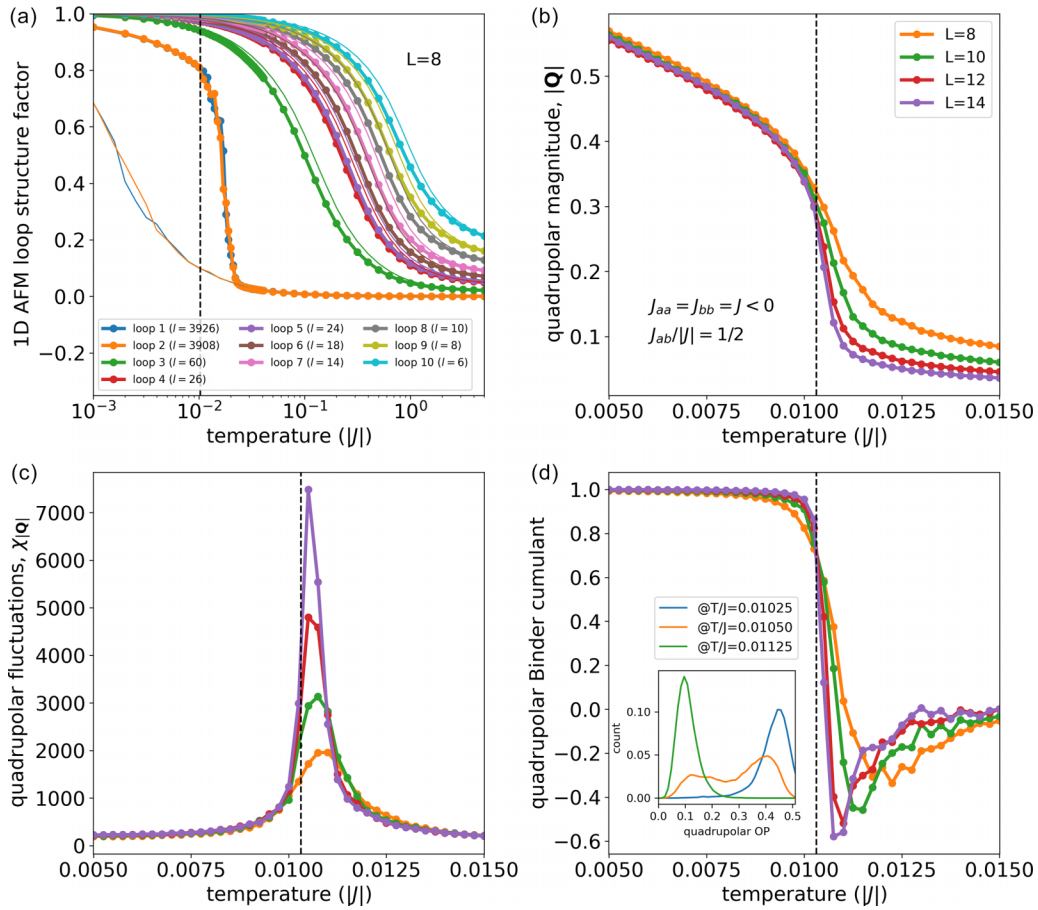 (a)
1D AFM loop structure factor
1.0
0.8
0.6
0.4
0.2
0.0
−0.2
L=8
loop 1 (l = 3926)
loop 2 (l = 3908)
loop 3 (l = 60)
loop 4 (l = 26)
loop 5 (l = 24)
loop 6 (l = 18)
loop 7 (l = 14)
loop 8 (l = 10)
loop 9 (l = 8)
loop 10 (l = 6)
10⁻³ 10⁻² 10⁻¹ 10⁰
temperature (|J|)
(b)
quadrupolar magnitude, |Q|
0.5
0.4
0.3
0.2
0.1
L=8
L=10
L=12
L=14
J_aa = J_bb = J < 0
J_ab/|J| = 1/2
0.0050 0.0075 0.0100 0.0125 0.0150
temperature (|J|)
(c)
quadrupolar fluctuations, χ_|Q|
7000
6000
5000
4000
3000
2000
1000
0
0.0050 0.0075 0.0100 0.0125 0.0150
temperature (|J|)
(d)
quadrupolar Binder cumulant
1.0
0.8
0.6
0.4
0.2
0.0
−0.2
−0.4
−0.6
@T/J=0.01025
@T/J=0.01050
@T/J=0.01125
count
0.10
0.05
0.00
0.0 0.1 0.2 0.3 0.4 0.5
quadrupolar OP
0.0050 0.0075 0.0100 0.0125 0.0150
temperature (|J|)